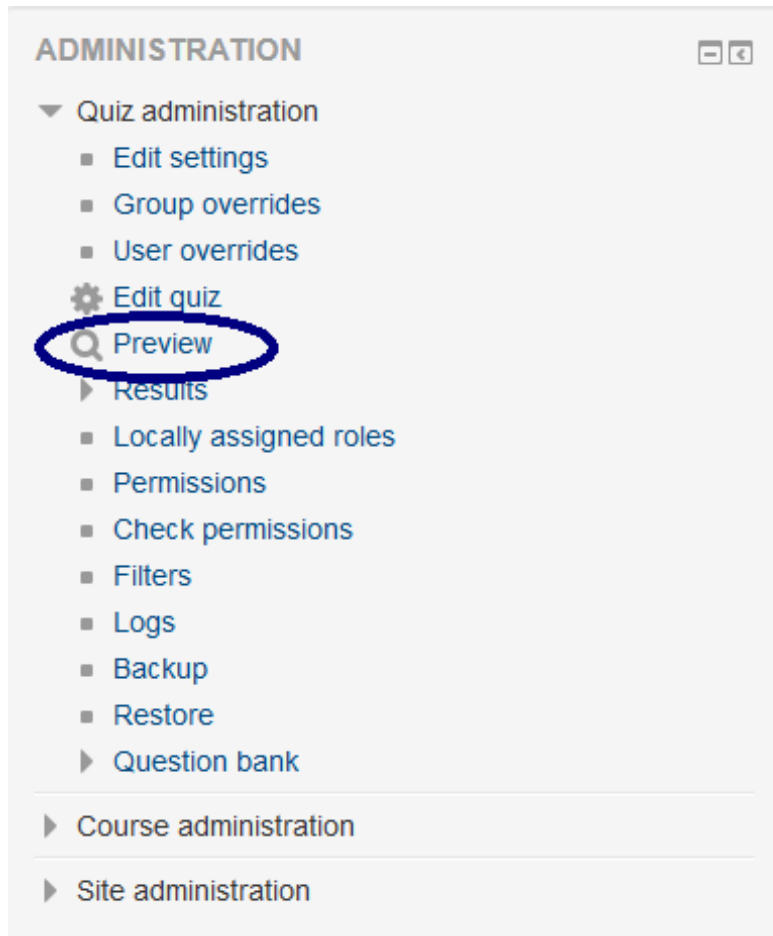 ADMINISTRATION
Quiz administration
Edit settings
Group overrides
User overrides
Edit quiz
Preview
Results
Locally assigned roles
Permissions
Check permissions
Filters
Logs
Backup
Restore
Question bank
Course administration
Site administration